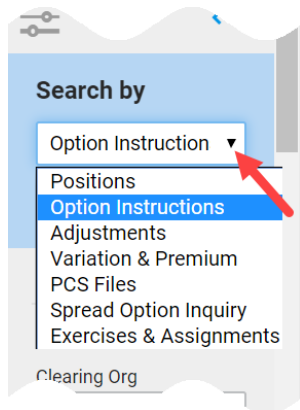 Search by
Option Instruction ▼
Positions
Option Instructions
Adjustments
Variation & Premium
PCS Files
Spread Option Inquiry
Exercises & Assignments
Clearing Org